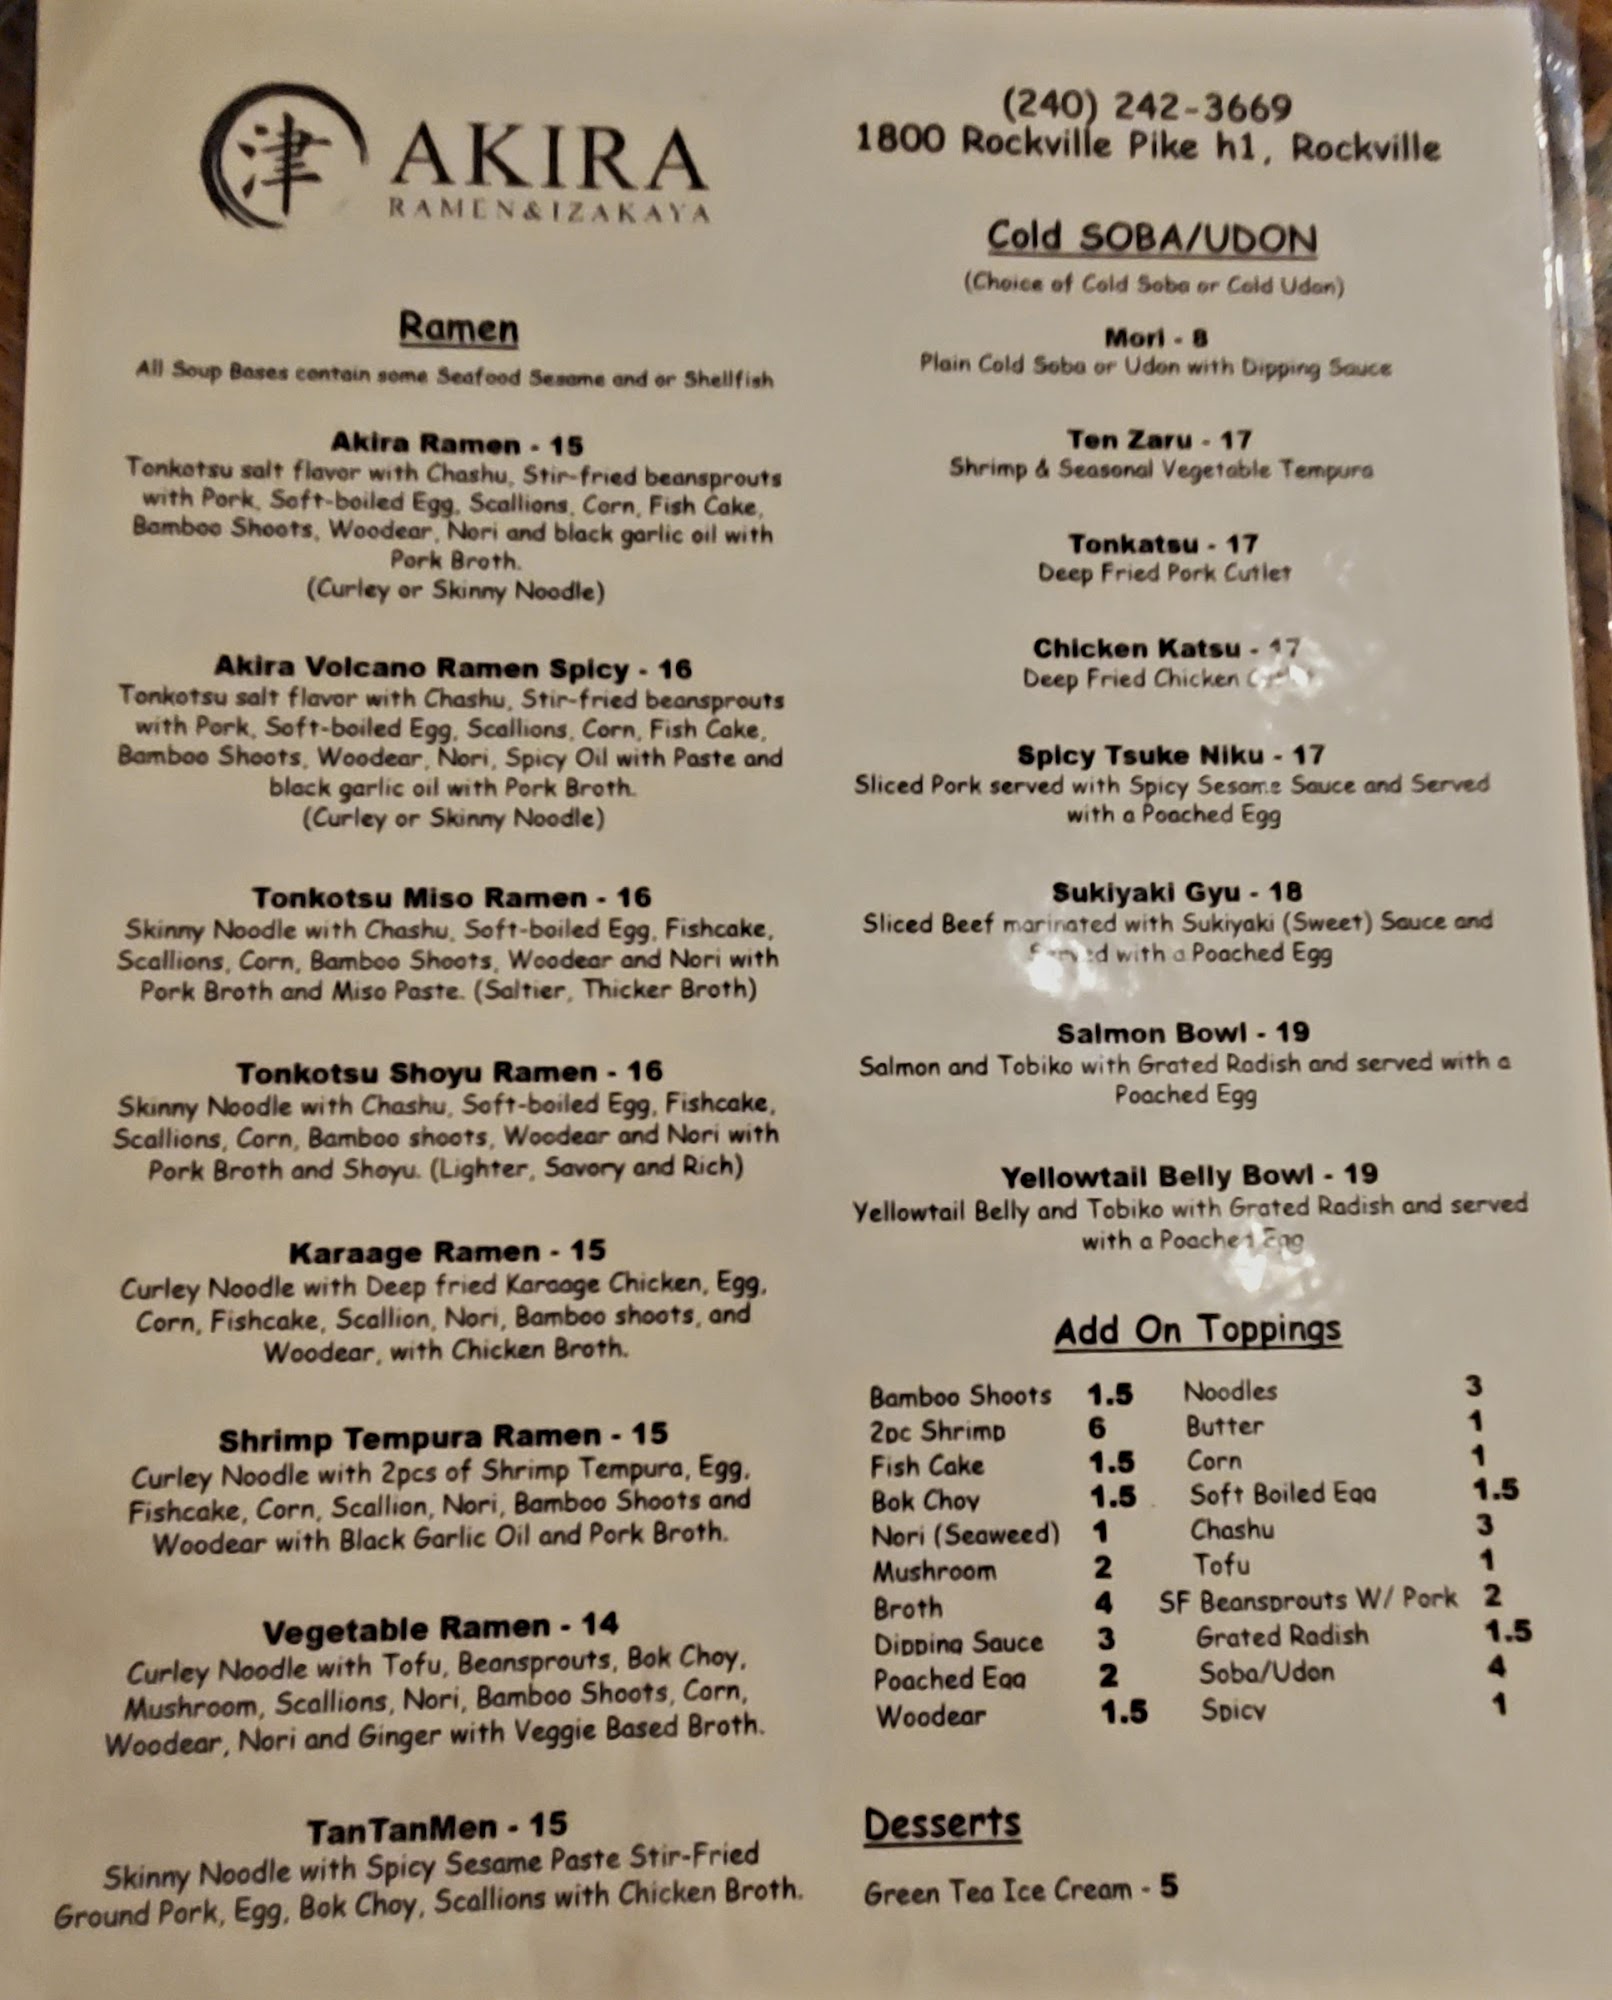 津
AKIRA
RAMEN&IZAKAYA
Ramen
All Soup Bases contain some Seafood Sesame and or Shellfish
Akira Ramen - 15
Tonkotsu salt flavor with Chashu, Stir-fried beansprouts
with Pork, Soft-boiled Egg, Scallions, Corn, Fish Cake,
Bamboo Shoots, Woodear, Nori and black garlic oil with
Pork Broth.
(Curley or Skinny Noodle)
Akira Volcano Ramen Spicy - 16
Tonkotsu salt flavor with Chashu, Stir-fried beansprouts
with Pork, Soft-boiled Egg, Scallions, Corn, Fish Cake,
Bamboo Shoots, Woodear, Nori, Spicy Oil with Paste and
black garlic oil with Pork Broth.
(Curley or Skinny Noodle)
Tonkotsu Miso Ramen - 16
Skinny Noodle with Chashu, Soft-boiled Egg, Fishcake,
Scallions, Corn, Bamboo Shoots, Woodear and Nori with
Pork Broth and Miso Paste. (Saltier, Thicker Broth)
Tonkotsu Shoyu Ramen - 16
Skinny Noodle with Chashu, Soft-boiled Egg, Fishcake,
Scallions, Corn, Bamboo shoots, Woodear and Nori with
Pork Broth and Shoyu. (Lighter, Savory and Rich)
Karaage Ramen - 15
Curley Noodle with Deep fried Karaage Chicken, Egg,
Corn, Fishcake, Scallion, Nori, Bamboo shoots, and
Woodear, with Chicken Broth.
Shrimp Tempura Ramen - 15
Curley Noodle with 2pcs of Shrimp Tempura, Egg,
Fishcake, Corn, Scallion, Nori, Bamboo Shoots and
Woodear with Black Garlic Oil and Pork Broth.
Vegetable Ramen - 14
Curley Noodle with Tofu, Beansprouts, Bok Choy,
Mushroom, Scallions, Nori, Bamboo Shoots, Corn,
Woodear, Nori and Ginger with Veggie Based Broth.
TanTanMen - 15
Skinny Noodle with Spicy Sesame Paste Stir-Fried
Ground Pork, Egg, Bok Choy, Scallions with Chicken Broth.
(240) 242-3669
1800 Rockville Pike h1, Rockville
Cold SOBA/UDON
(Choice of Cold Soba or Cold Udon)
Mori - 8
Plain Cold Soba or Udon with Dipping Sauce
Ten Zaru - 17
Shrimp & Seasonal Vegetable Tempura
Tonkatsu - 17
Deep Fried Pork Cutlet
Chicken Katsu - 17
Deep Fried Chicken
Spicy Tsuke Niku - 17
Sliced Pork served with Spicy Sesame Sauce and Served
with a Poached Egg
Sukiyaki Gyu - 18
Sliced Beef marinated with Sukiyaki (Sweet) Sauce and
Served with a Poached Egg
Salmon Bowl - 19
Salmon and Tobiko with Grated Radish and served with a
Poached Egg
Yellowtail Belly Bowl - 19
Yellowtail Belly and Tobiko with Grated Radish and served
with a Poached Egg
Add On Toppings
Bamboo Shoots 1.5 Noodles 3
2pc Shrimp 6 Butter 1
Fish Cake 1.5 Corn 1
Bok Choy 1.5 Soft Boiled Egg 1.5
Nori (Seaweed) 1 Chashu 3
Mushroom 2 Tofu 1
Broth 4 SF Beansprouts W/ Pork 2
Dipping Sauce 3 Grated Radish 1.5
Poached Egg 2 Soba/Udon 4
Woodear 1.5 Spicy 1
Desserts
Green Tea Ice Cream - 5